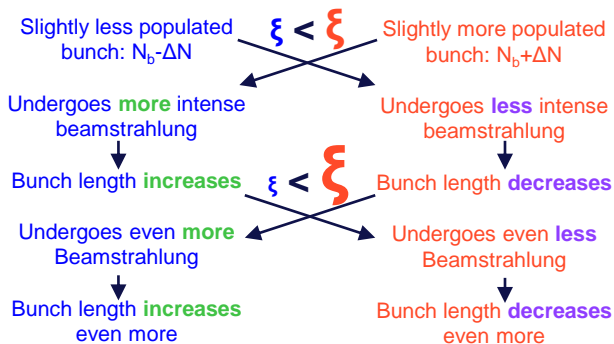 Slightly less populated
bunch: N_b-ΔN
ξ < ξ
Slightly more populated
bunch: N_b+ΔN
Undergoes more intense
beamstrahlung
Undergoes less intense
beamstrahlung
Bunch length increases
ξ < ξ
Bunch length decreases
Undergoes even more
Beamstrahlung
Undergoes even less
Beamstrahlung
Bunch length increases
even more
Bunch length decreases
even more